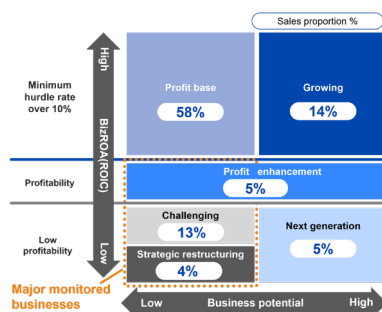 Sales proportion %
High
BizROA(ROIC)
Low
Minimum
hurdle rate
over 10%
Profit base
58%
Growing
14%
Profitability
Profit enhancement
5%
Low
profitability
Challenging
13%
Strategic restructuring
4%
Next generation
5%
Major monitored
businesses
Low Business potential High